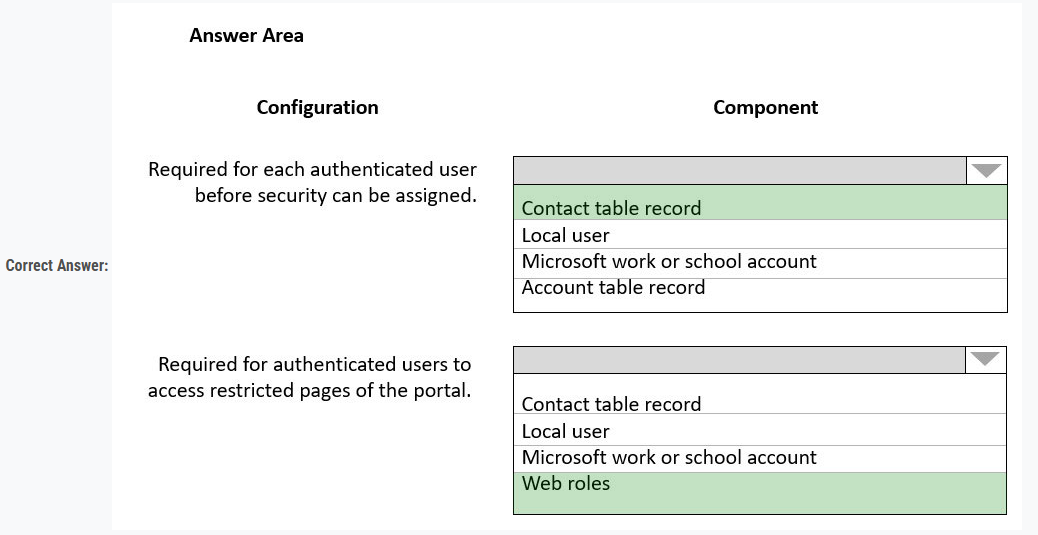 Answer Area
Configuration
Component
Required for each authenticated user
before security can be assigned.
Contact table record
Local user
Microsoft work or school account
Account table record
Correct Answer:
Required for authenticated users to
access restricted pages of the portal.
Contact table record
Local user
Microsoft work or school account
Web roles